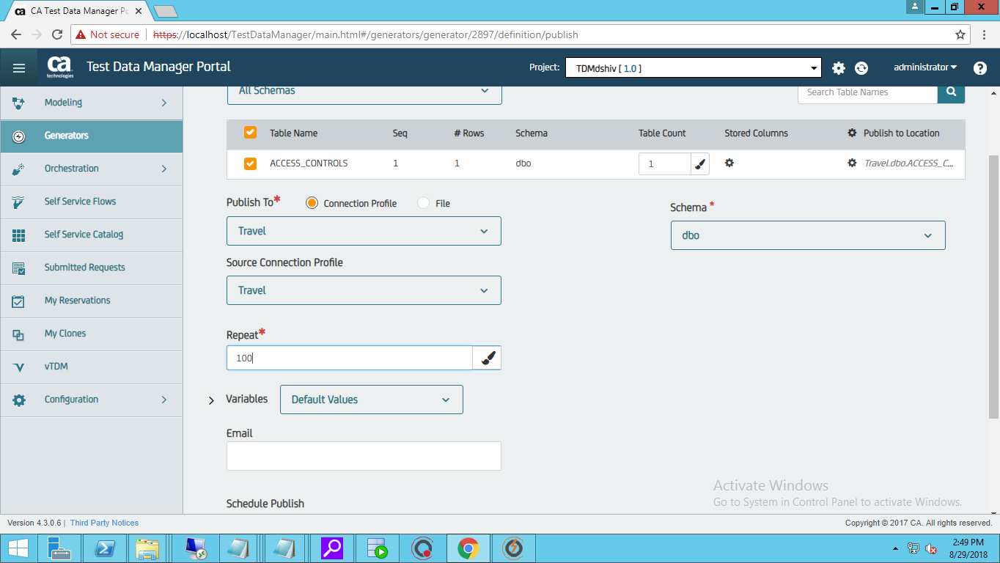 CA Test Data Manager Po
Not secure
https://localhost/TestDataManager/main.html#/generators/generator/2897/definition/publish
ca technologies
Test Data Manager Portal
Project:
TDMdshiv [ 1.0 ]
administrator
Modeling
Generators
Orchestration
Self Service Flows
Self Service Catalog
Submitted Requests
My Reservations
My Clones
vTDM
Configuration
All Schemas
Search Table Names
Table Name Seq # Rows Schema Table Count Stored Columns Publish to Location
ACCESS_CONTROLS 1 1 dbo 1 Travel.dbo.ACCESS_C...
Publish To* Connection Profile File
Travel
Schema *
dbo
Source Connection Profile
Travel
Repeat*
100
Variables Default Values
Email
Schedule Publish
Activate Windows
Go to System in Control Panel to activate Windows.
Version 4.3.0.6 | Third Party Notices
Copyright © 2017 CA. All rights reserved.
2:49 PM
8/29/2018